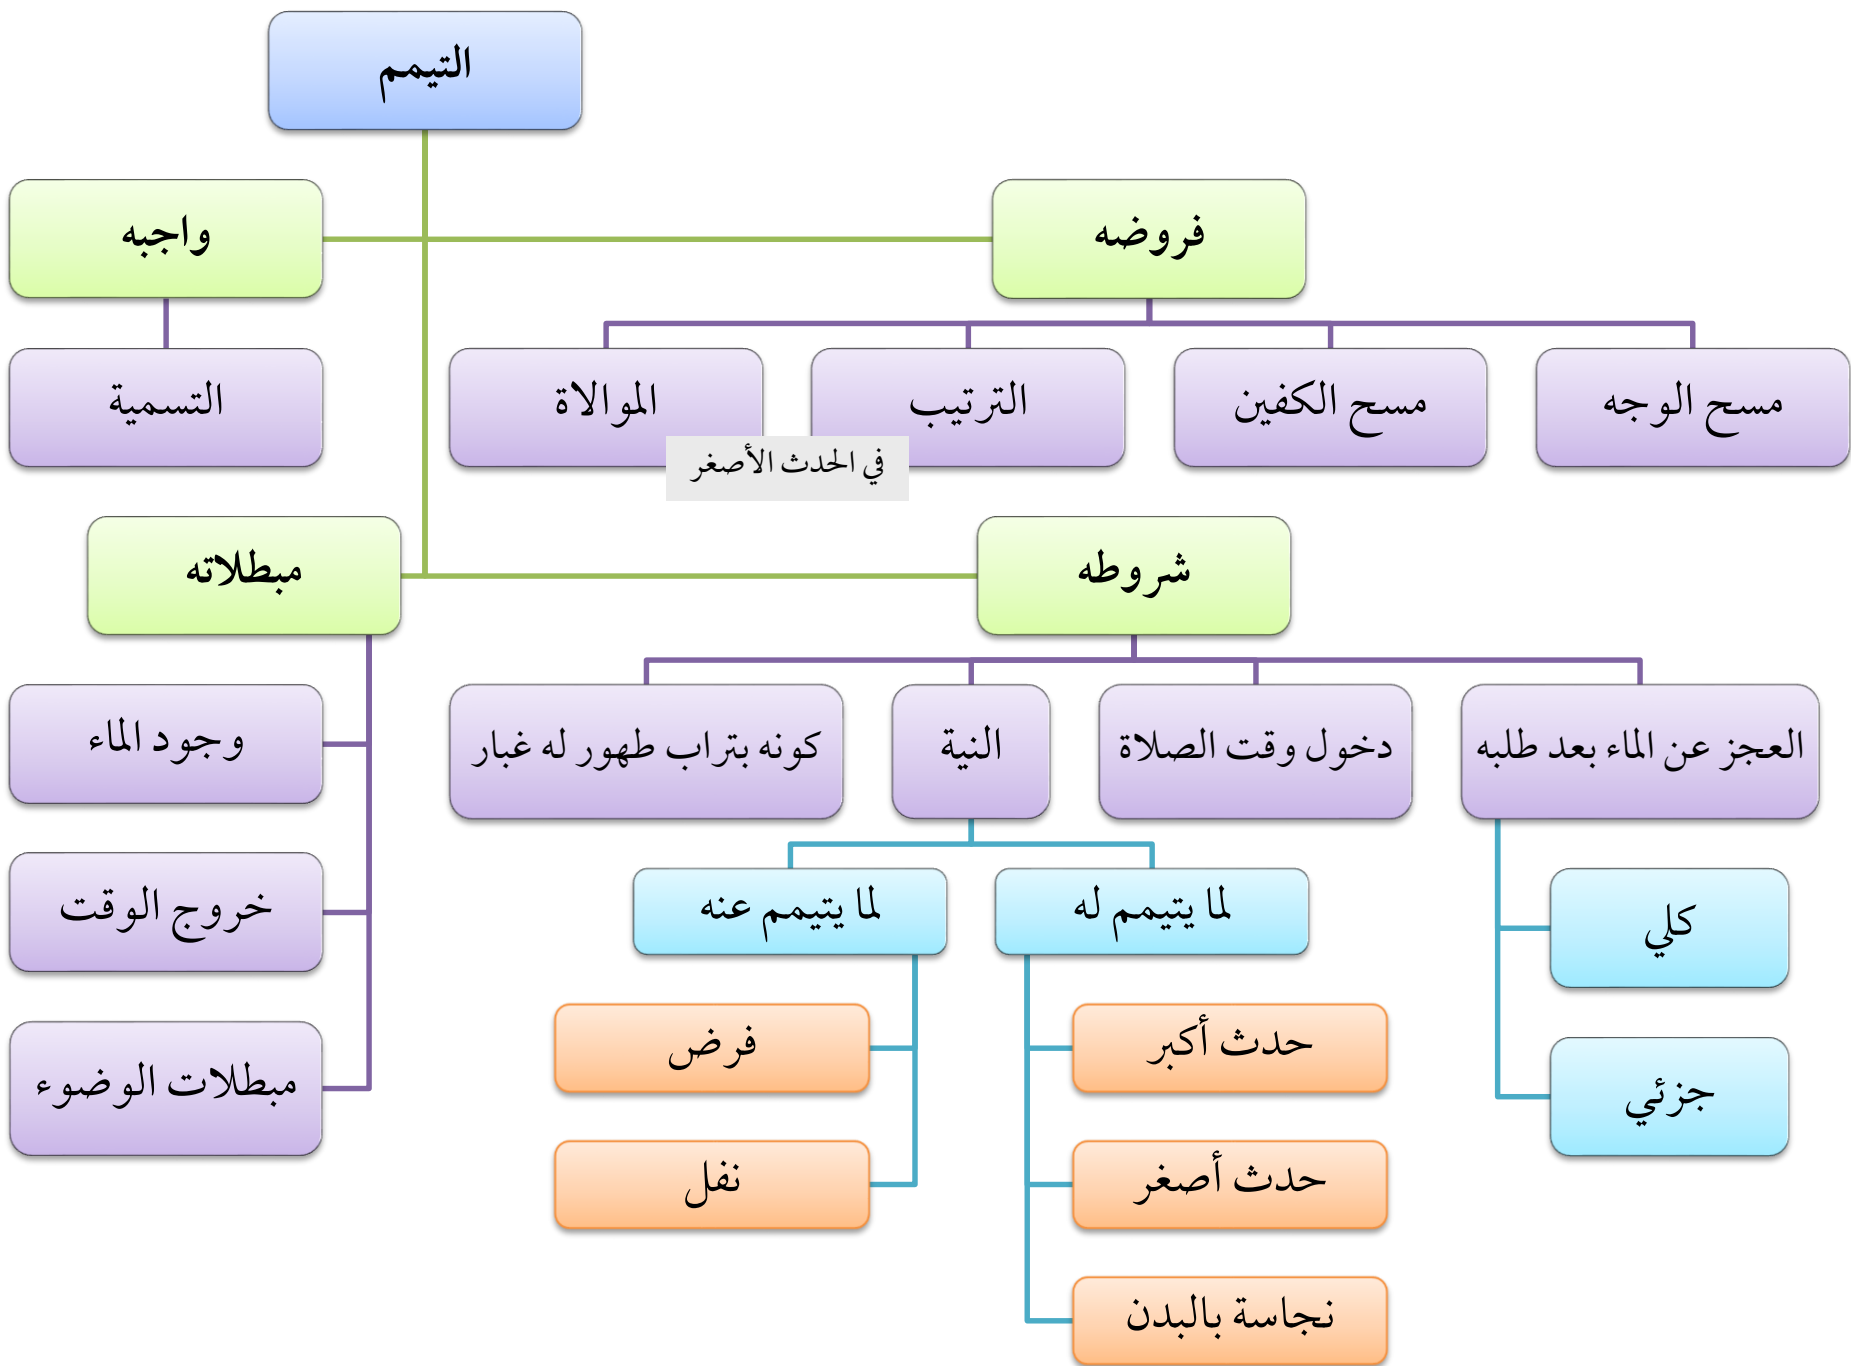 التيمم
فروضه
واجبه
مسح الوجه
مسح الكفين
الترتيب
الموالاة
في الحدث الأصغر
التسمية
شروطه
مبطلاته
العجز عن الماء بعد طلبه
دخول وقت الصلاة
النية
كونه بتراب طهور له غبار
كلي
جزئي
لما يتيمم له
لما يتيمم عنه
حدث أكبر
حدث أصغر
نجاسة بالبدن
فرض
نفل
وجود الماء
خروج الوقت
مبطلات الوضوء